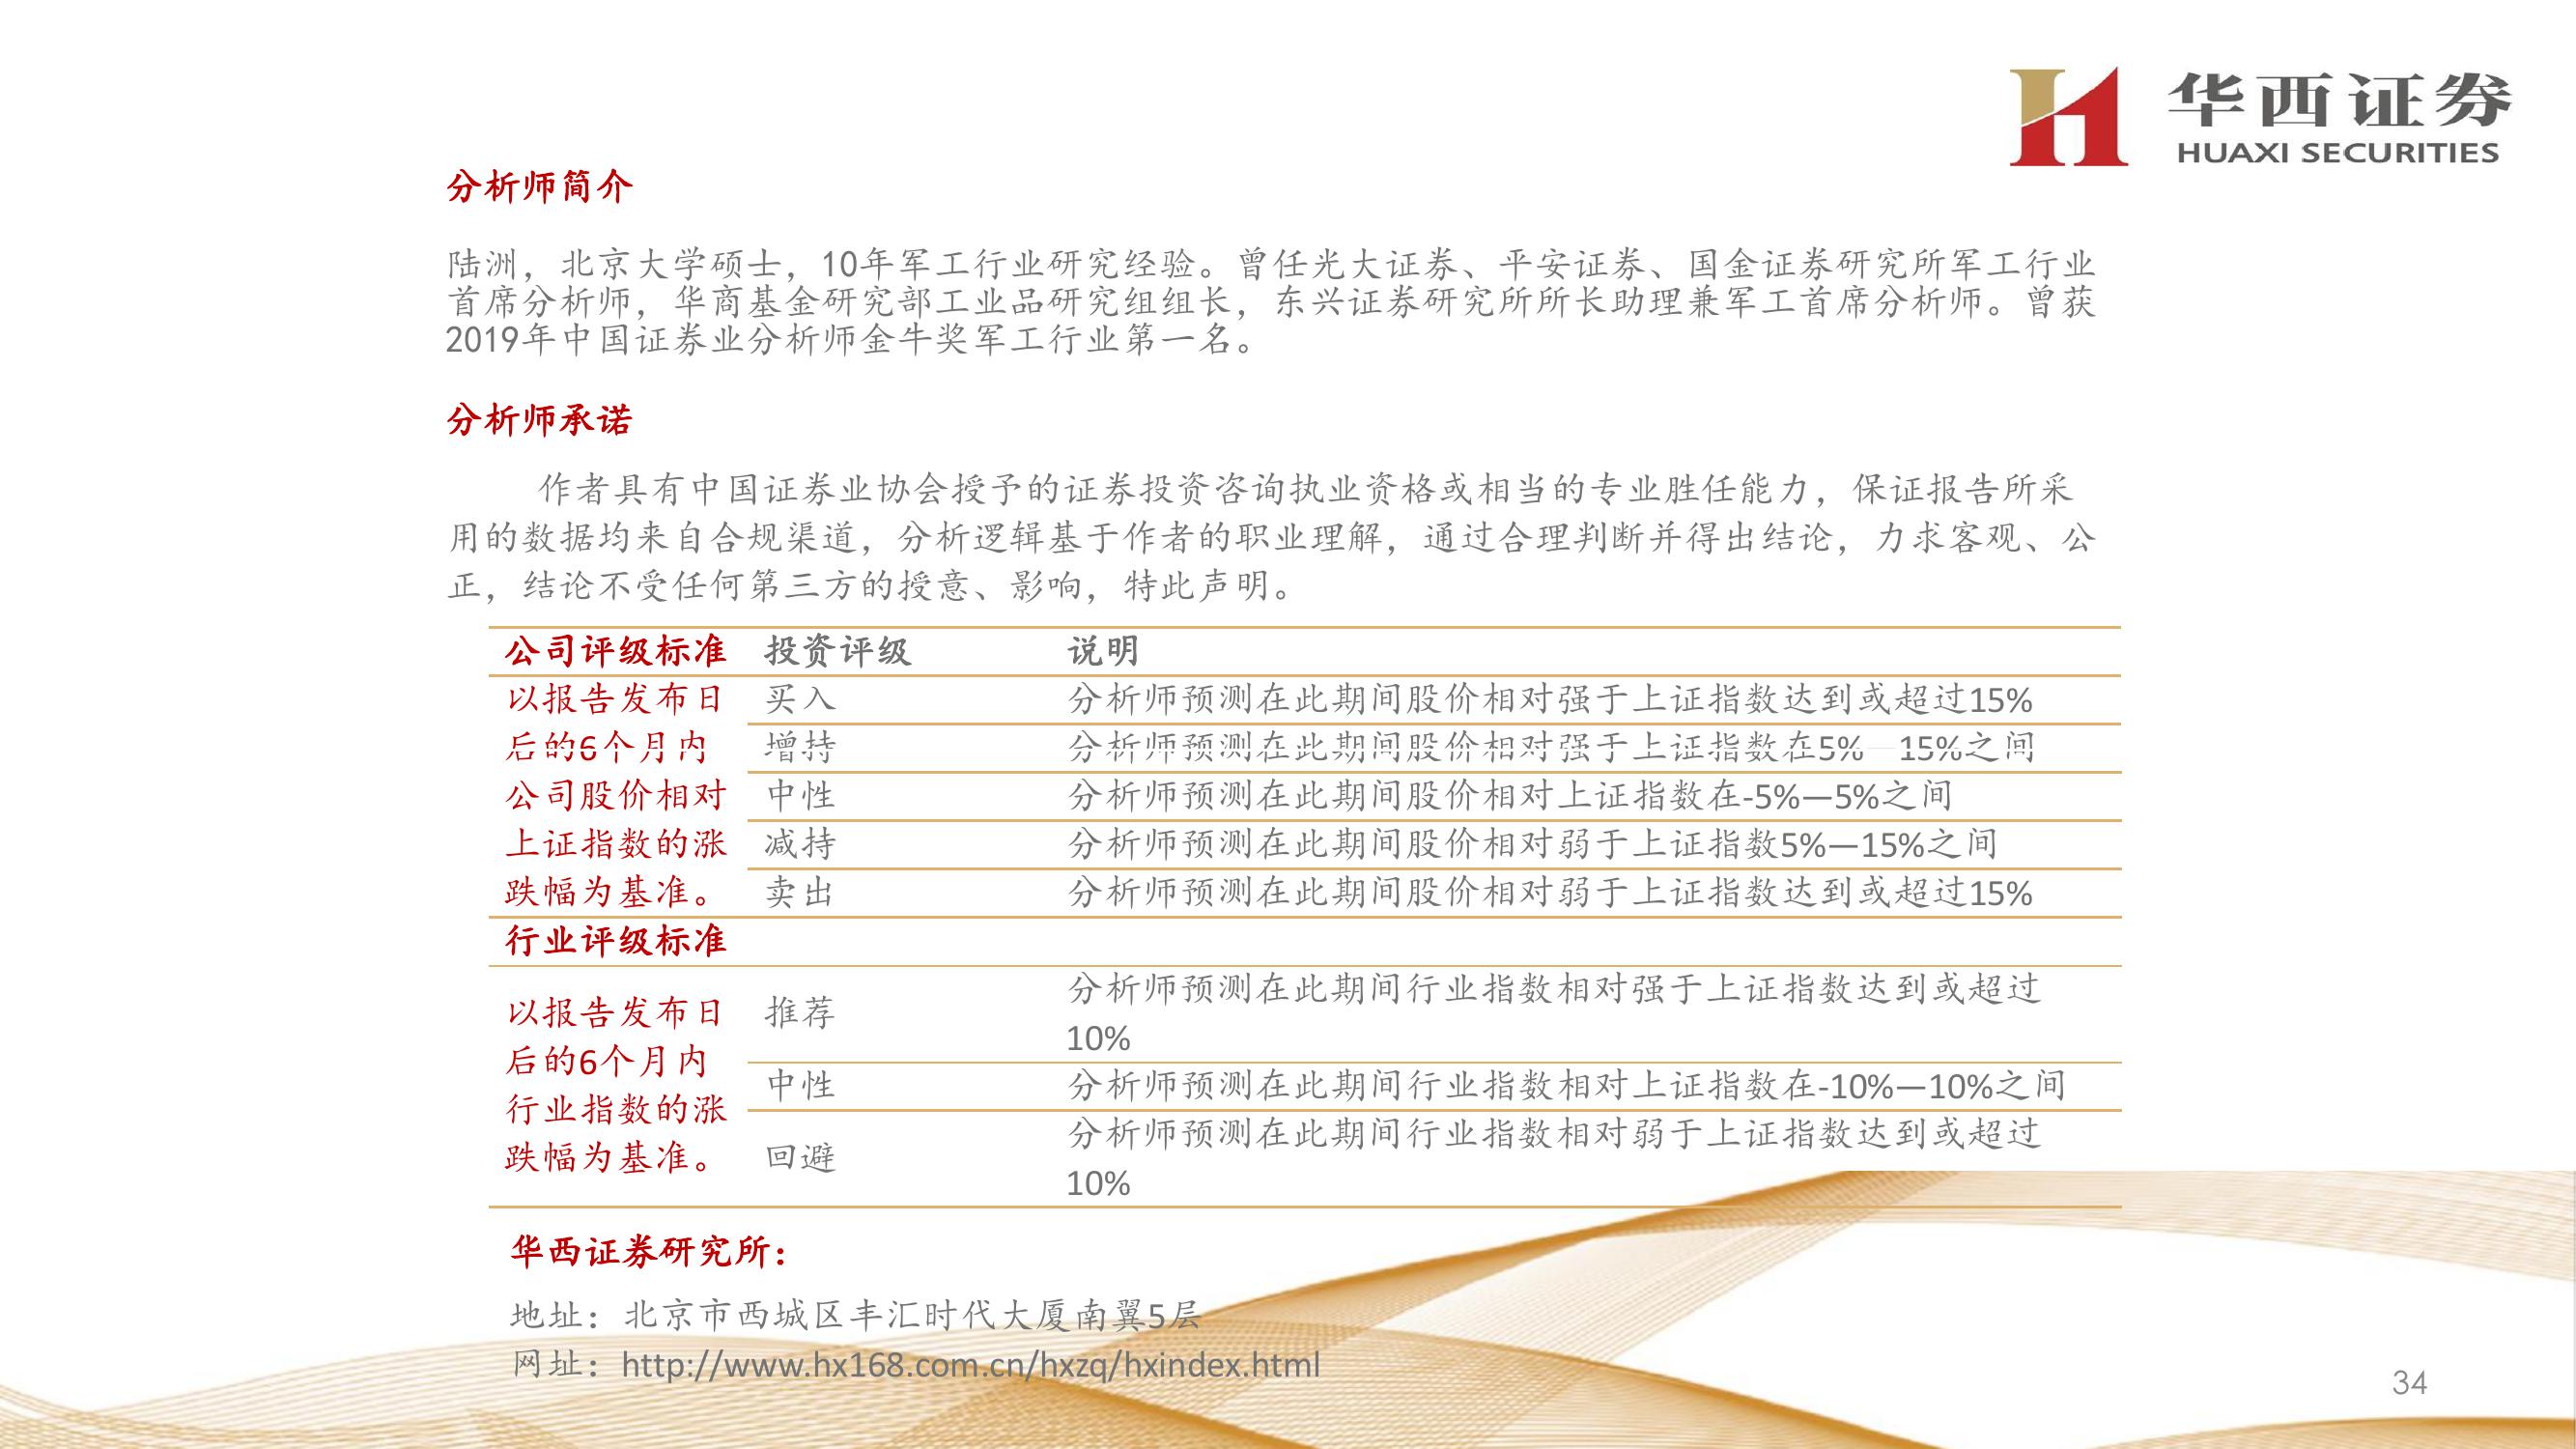 华西证券
HUAXI SECURITIES
分析师简介
陆洲，北京大学硕士，10年军工行业研究经验。曾任光大证券、平安证券、国金证券研究所军工行业
首席分析师，华商基金研究部工业品研究组组长，东兴证券研究所所长助理兼军工首席分析师。曾获
2019年中国证券业分析师金牛奖军工行业第一名。
分析师承诺
作者具有中国证券业协会授予的证券投资咨询执业资格或相当的专业胜任能力，保证报告所采
用的数据均来自合规渠道，分析逻辑基于作者的职业理解，通过合理判断并得出结论，力求客观、公
正，结论不受任何第三方的授意、影响，特此声明。
公司评级标准 投资评级 说明
以报告发布日
后的6个月内
公司股价相对
上证指数的涨
跌幅为基准。
买入 分析师预测在此期间股价相对强于上证指数达到或超过15%
增持 分析师预测在此期间股价相对强于上证指数在5%—15%之间
中性 分析师预测在此期间股价相对上证指数在-5%—5%之间
减持 分析师预测在此期间股价相对弱于上证指数5%—15%之间
卖出 分析师预测在此期间股价相对弱于上证指数达到或超过15%
行业评级标准
以报告发布日
后的6个月内
行业指数的涨
跌幅为基准。
推荐 分析师预测在此期间行业指数相对强于上证指数达到或超过
10%
中性 分析师预测在此期间行业指数相对上证指数在-10%—10%之间
回避 分析师预测在此期间行业指数相对弱于上证指数达到或超过
10%
华西证券研究所：
地址：北京市西城区丰汇时代大厦南翼5层
网址：http://www.hx168.com.cn/hxzq/hxindex.html
34